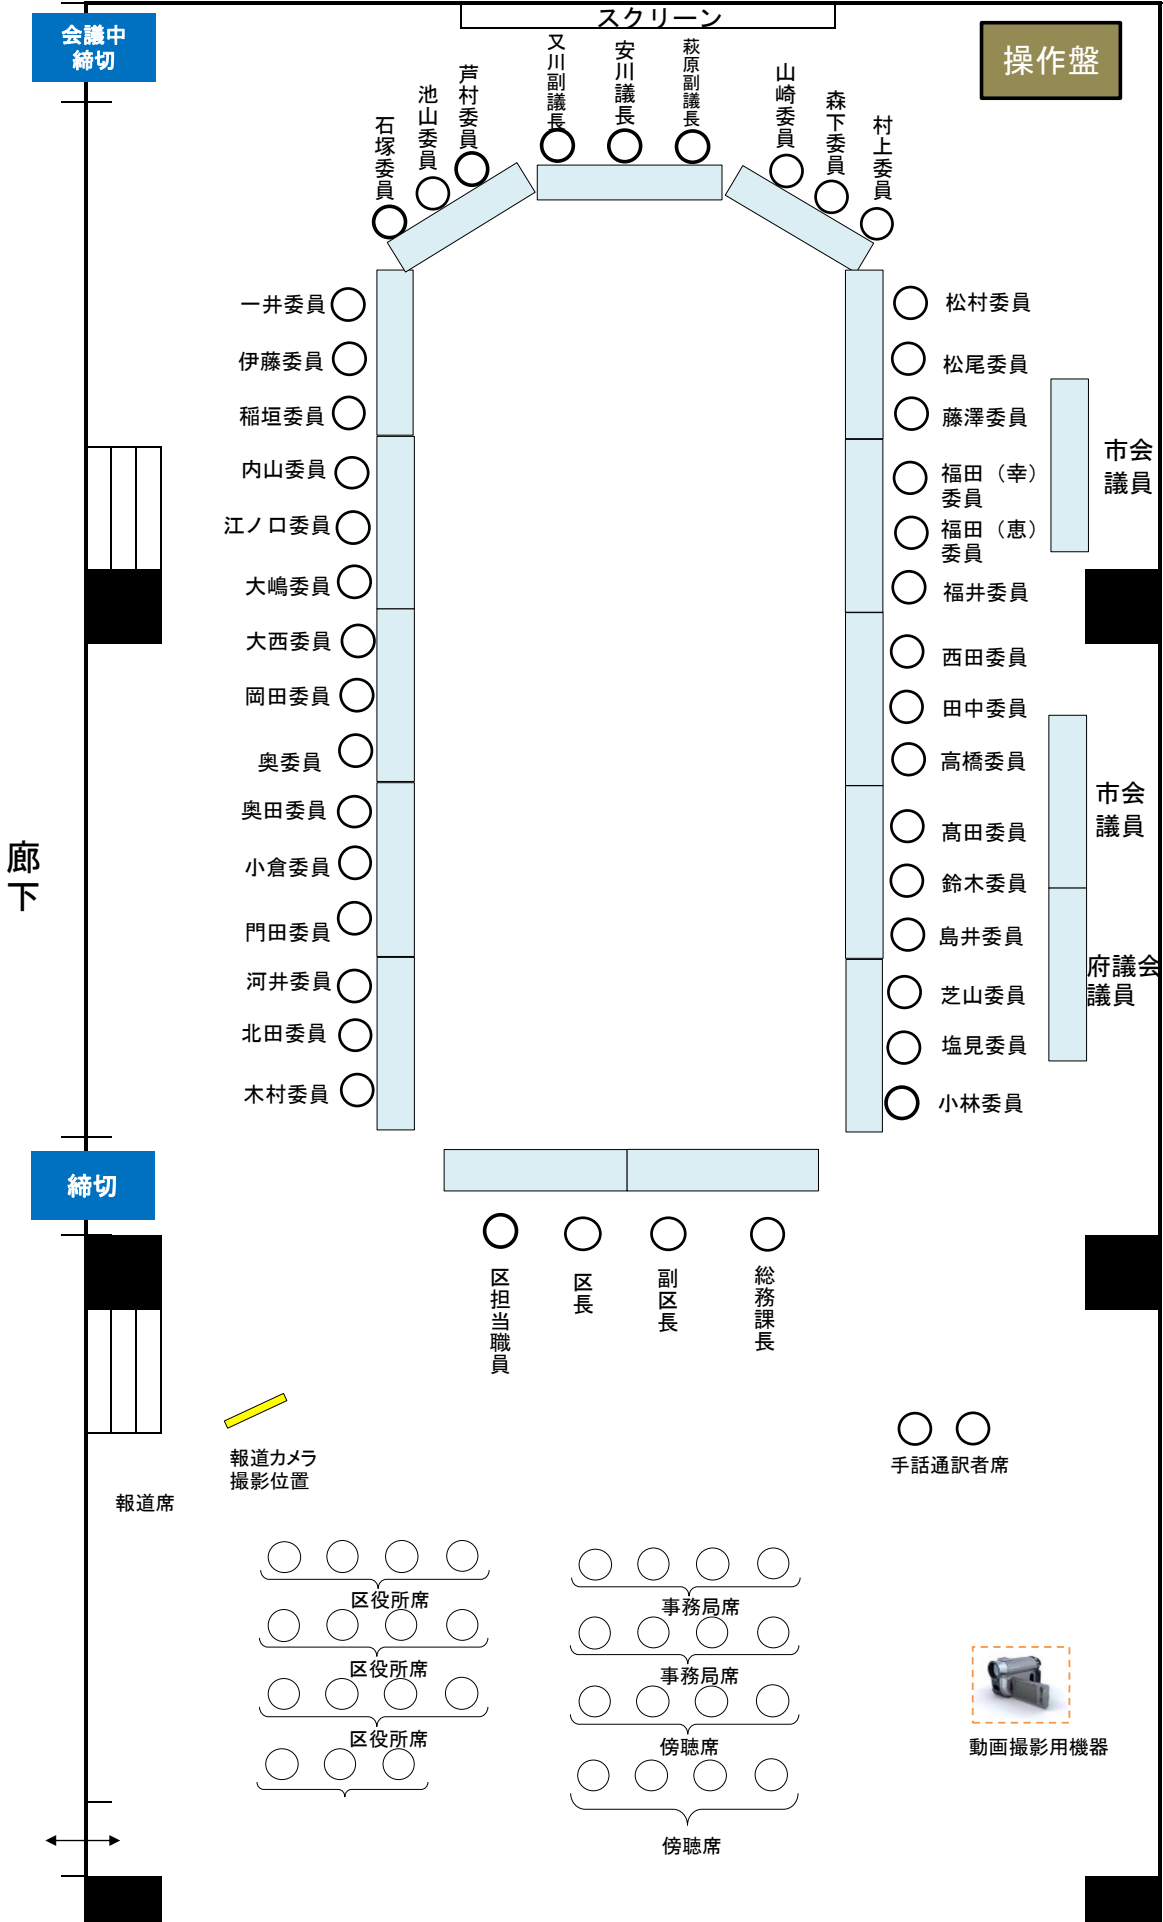 スクリーン
会議中
締切
操作盤
石塚委員
池山委員
芦村委員
又川副議長
安川議長
萩原副議長
山崎委員
森下委員
村上委員
一井委員
伊藤委員
稲垣委員
内山委員
江ノ口委員
大嶋委員
大西委員
岡田委員
奥委員
奥田委員
小倉委員
門田委員
河井委員
北田委員
木村委員
松村委員
松尾委員
藤澤委員
福田（幸）
委員
福田（恵）
委員
福井委員
西田委員
田中委員
高橋委員
髙田委員
鈴木委員
島井委員
芝山委員
塩見委員
小林委員
市会
議員
市会
議員
府議会
議員
廊下
締切
区担当職員
区長
副区長
総務課長
報道カメラ
撮影位置
報道席
手話通訳者席
区役所席
区役所席
区役所席
事務局席
事務局席
傍聴席
傍聴席
動画撮影用機器